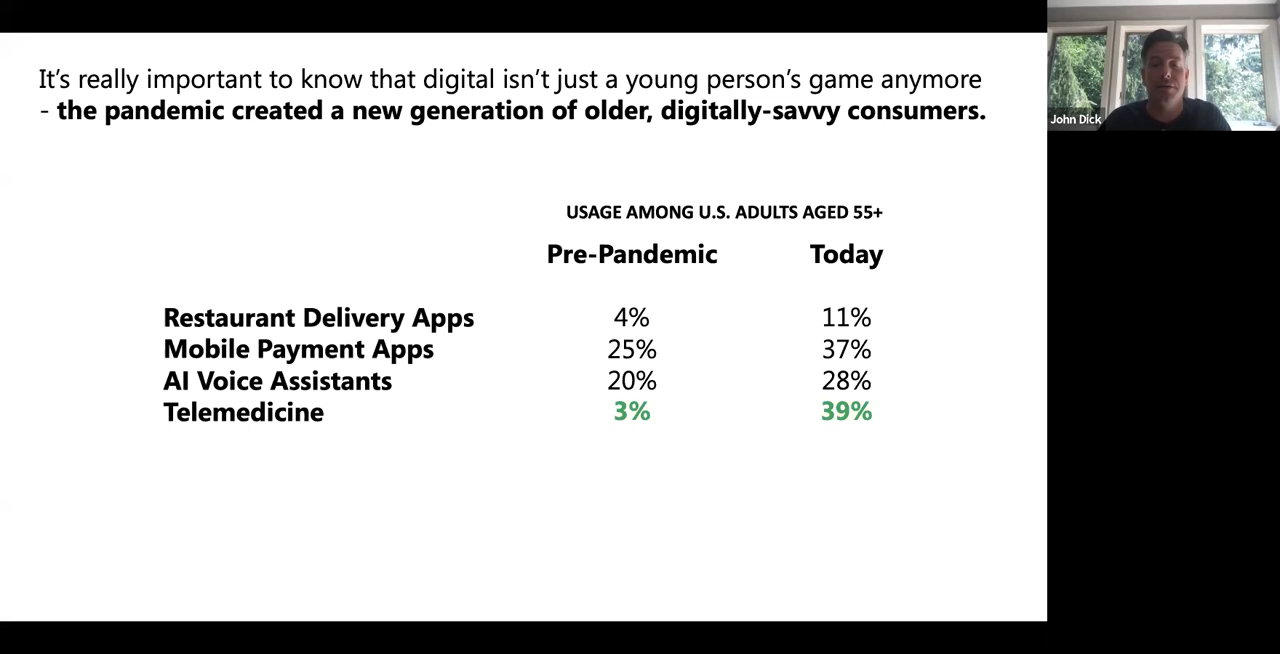 It’s really important to know that digital isn’t just a young person’s game anymore
- the pandemic created a new generation of older, digitally-savvy consumers.
USAGE AMONG U.S. ADULTS AGED 55+
Pre-Pandemic Today
Restaurant Delivery Apps 4% 11%
Mobile Payment Apps 25% 37%
AI Voice Assistants 20% 28%
Telemedicine 3% 39%
John Dick